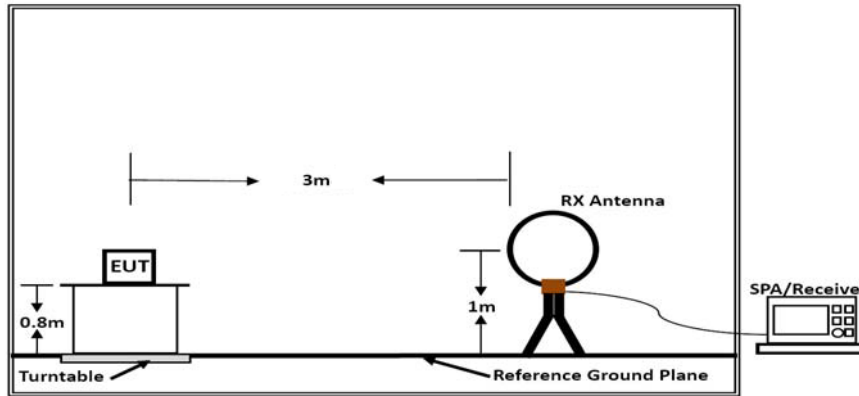 3m
RX Antenna
EUT
SPA/Receive
0.8m
1m
Turntable
Reference Ground Plane